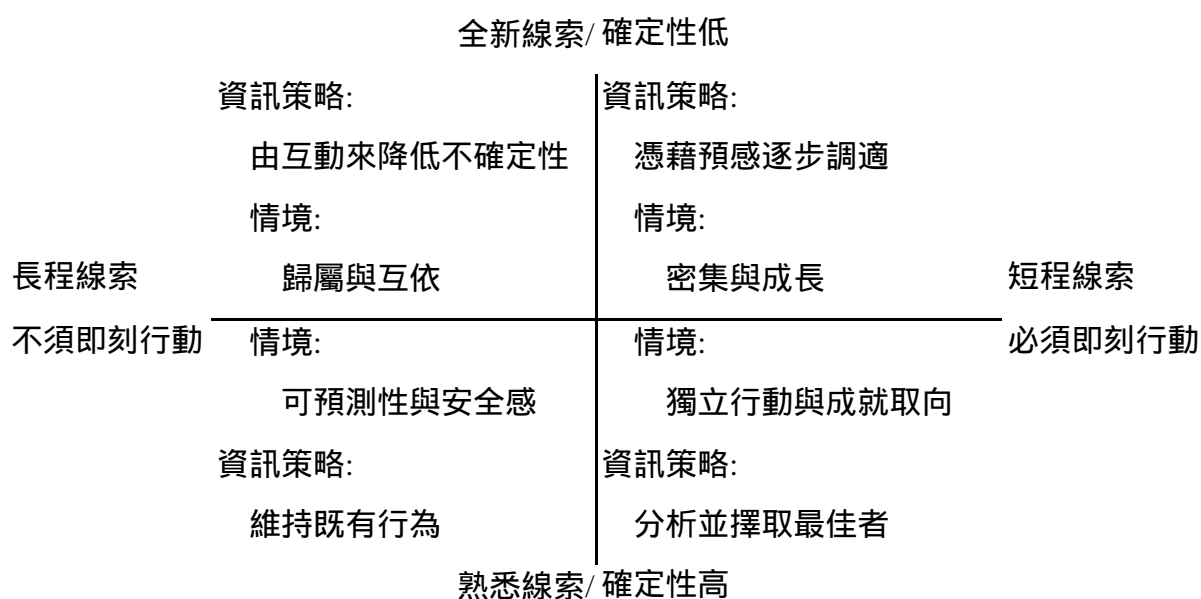 全新線索/ 確定性低
資訊策略:
由互動來降低不確定性
情境:
歸屬與互依
資訊策略:
憑藉預感逐步調適
情境:
密集與成長
長程線索
不須即刻行動
短程線索
必須即刻行動
情境:
可預測性與安全感
資訊策略:
維持既有行為
情境:
獨立行動與成就取向
資訊策略:
分析並擇取最佳者
熟悉線索/ 確定性高